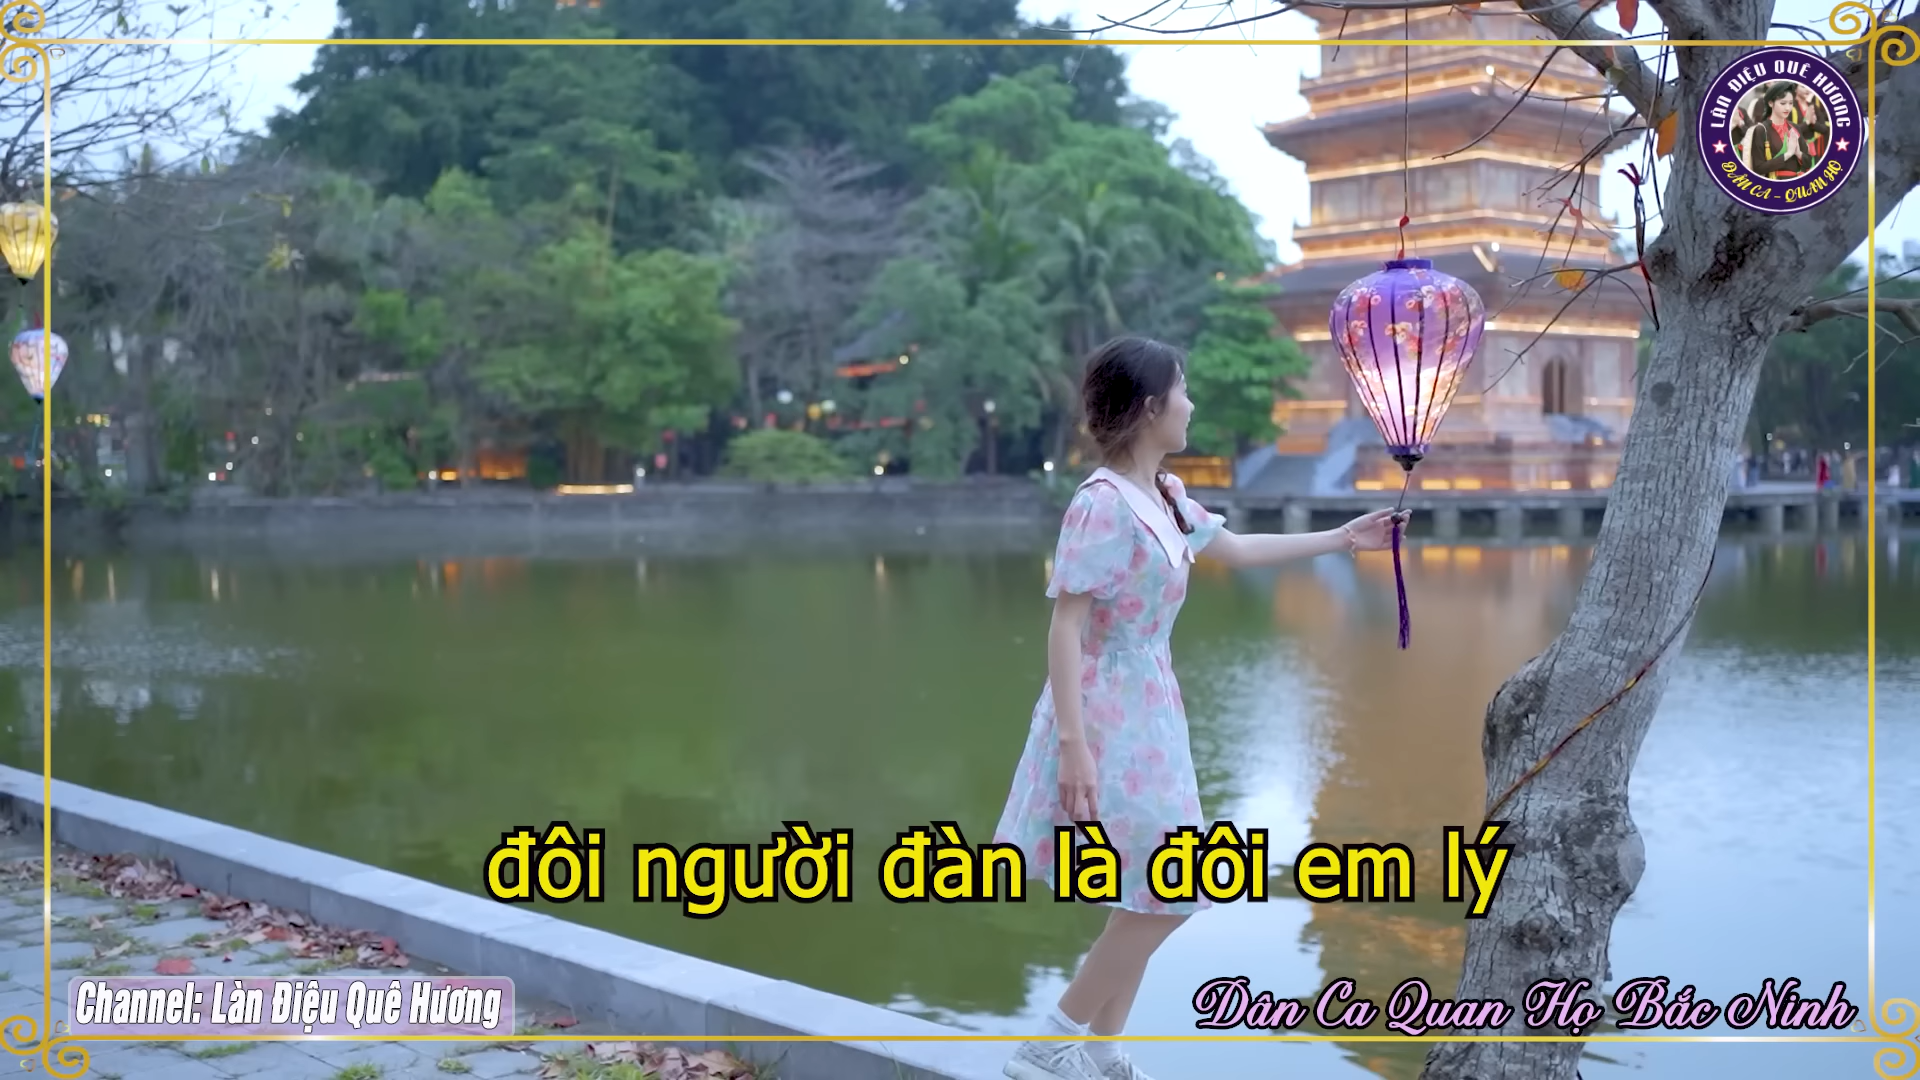 LÀN ĐIỆU QUÊ HƯƠNG
DÂN CA - QUAN HỌ
đôi người đàn là đôi em lý
Channel: Làn Điệu Quê Hương
Dân Ca Quan Họ Bắc Ninh